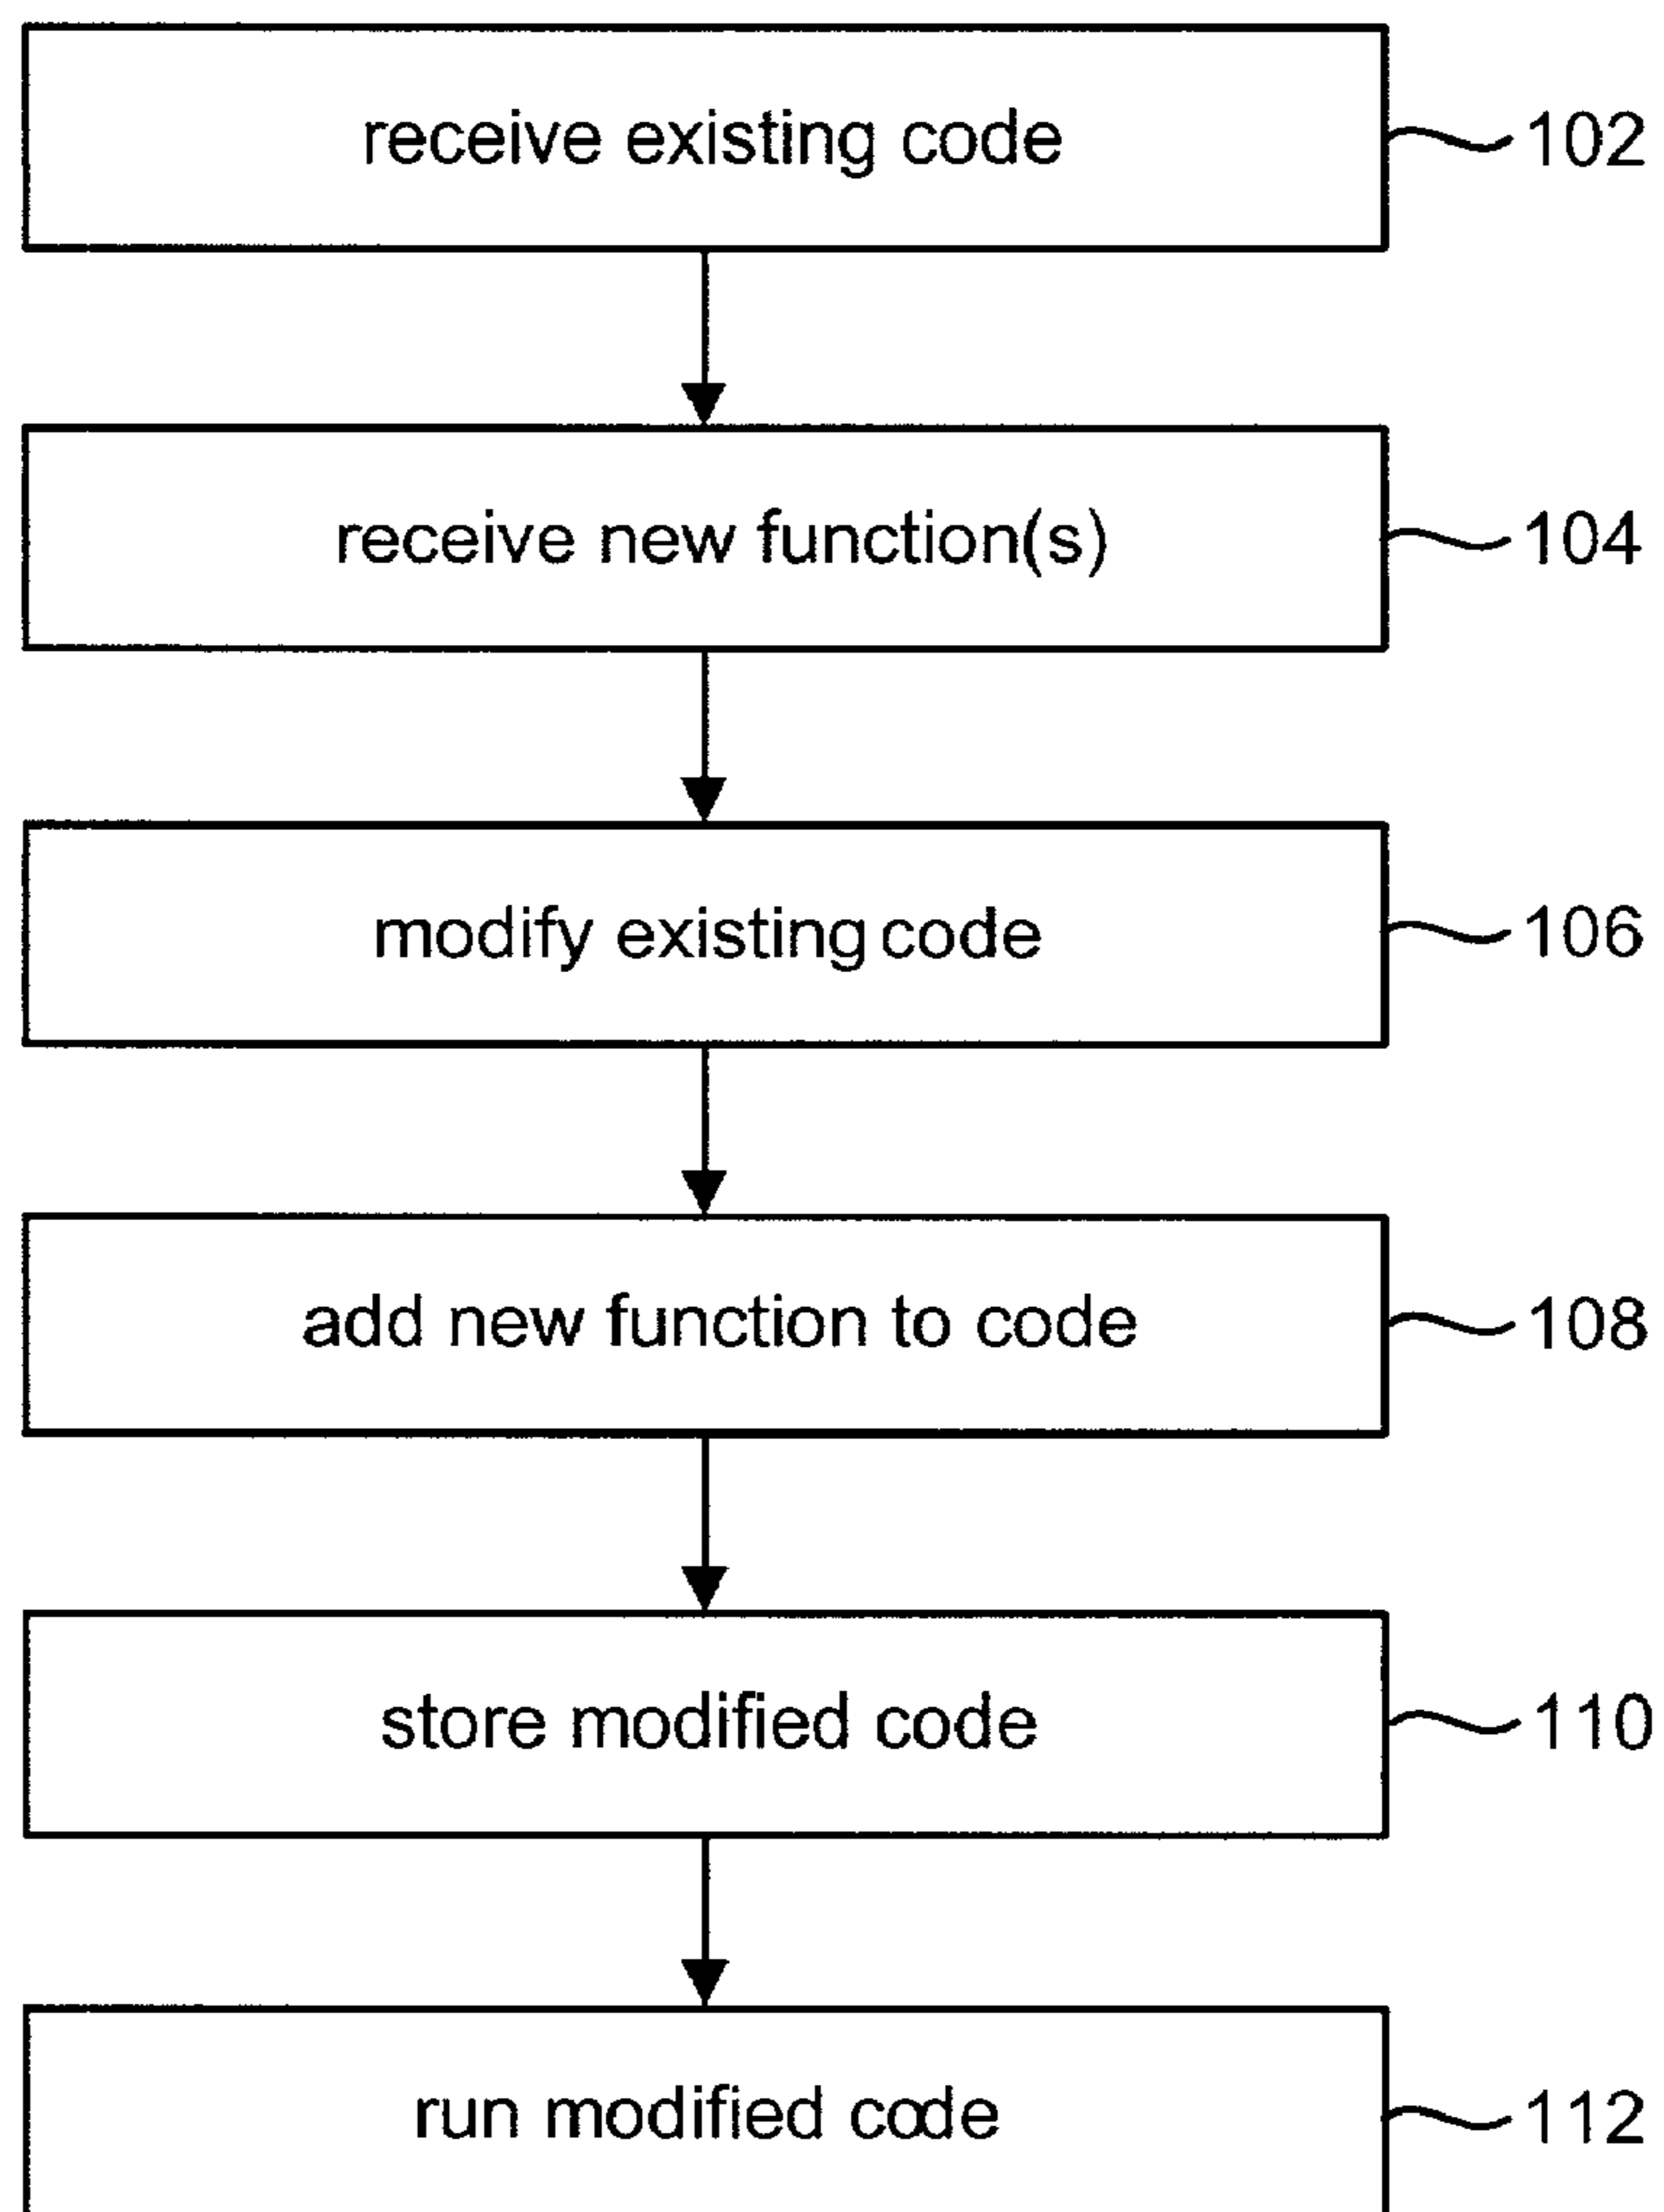 receive existing code 102
receive new function(s) 104
modify existing code 106
add new function to code 108
store modified code 110
run modified code 112